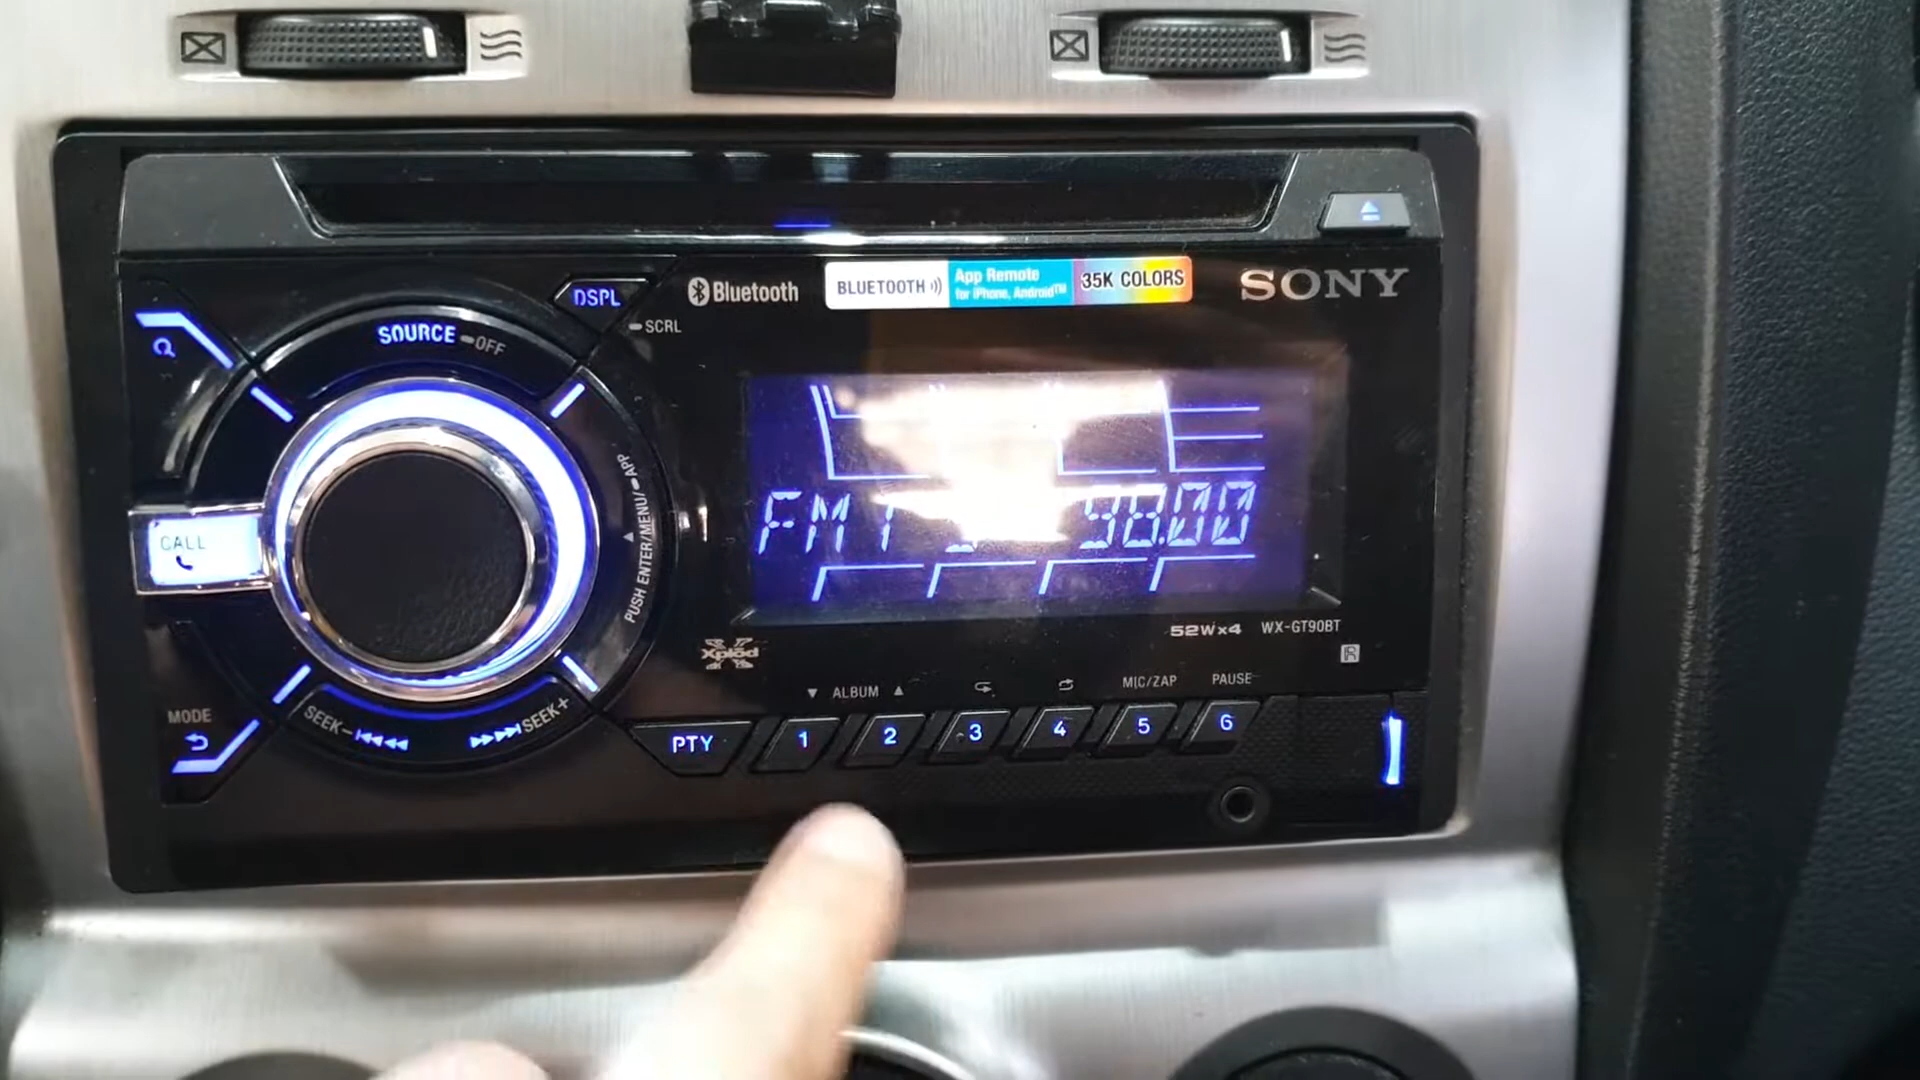 DSPL
SCRL
Bluetooth
BLUETOOTH
App Remote
for iPhone, Android™
35K COLORS
SONY
SOURCE OFF
CALL
PUSH ENTER/MENU/ APP
FM1 98.00
52Wx4 WX-GT90BT
Xplod
R
MODE
SEEK−
SEEK+
ALBUM
MIC/ZAP
PAUSE
PTY 1 2 3 4 5 6